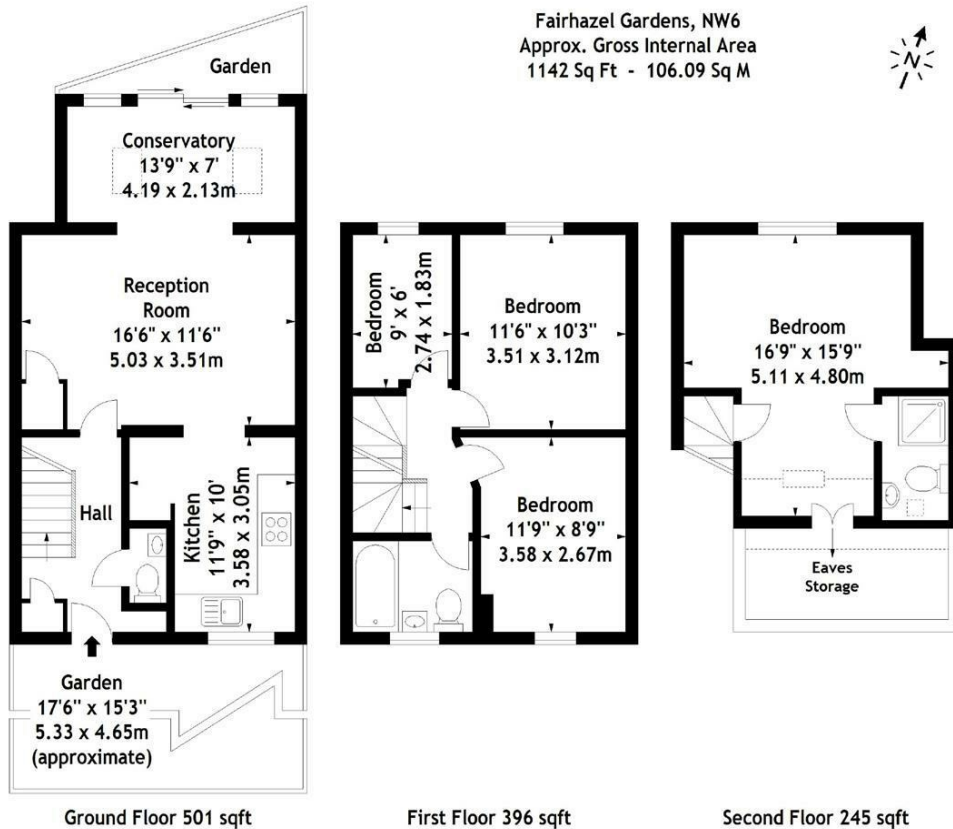 Fairhazel Gardens, NW6
Approx. Gross Internal Area
1142 Sq Ft - 106.09 Sq M
N
Garden
Conservatory
13'9" x 7'
4.19 x 2.13m
Reception
Room
16'6" x 11'6"
5.03 x 3.51m
Hall
Kitchen
11'9" x 10'
3.58 x 3.05m
Garden
17'6" x 15'3"
5.33 x 4.65m
(approximate)
Ground Floor 501 sqft
Bedroom
9' x 6'
2.74 x 1.83m
Bedroom
11'6" x 10'3"
3.51 x 3.12m
Bedroom
11'9" x 8'9"
3.58 x 2.67m
First Floor 396 sqft
Bedroom
16'9" x 15'9"
5.11 x 4.80m
Eaves
Storage
Second Floor 245 sqft